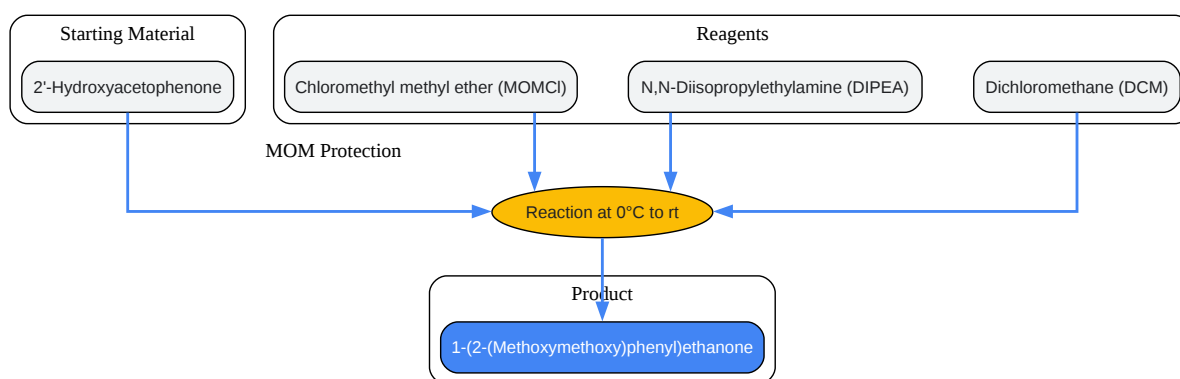 Starting Material
Reagents
2'-Hydroxyacetophenone
Chloromethyl methyl ether (MOMCl)
N,N-Diisopropylethylamine (DIPEA)
Dichloromethane (DCM)
MOM Protection
Reaction at 0°C to rt
Product
1-(2-(Methoxymethoxy)phenyl)ethanone